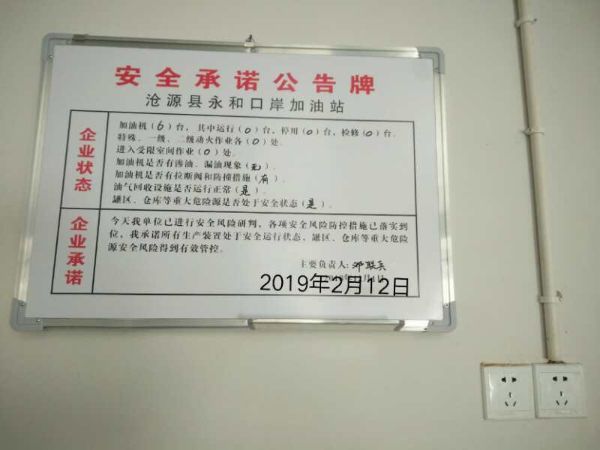 安全承诺公告牌
沧源县永和口岸加油站
企业状态
加油机(6)台，其中运行(0)台，停用(0)台，检修(0)台。
特殊、一级、二级动火作业各(0)处。
进入受限空间作业(0)处。
加油机是否有渗油、漏油现象(无)。
加油机是否有拉断阀和防撞措施(有)。
油气回收设施是否运行正常(是)。
罐区、仓库等重大危险源是否处于安全状态(是)。
企业承诺
今天我单位已进行安全风险研判，各项安全风险防控措施已落实到
位，我承诺所有生产装置处于安全运行状态，罐区、仓库等重大危险
源安全风险得到有效管控。
主要负责人：邓联兵
2019年2月12日